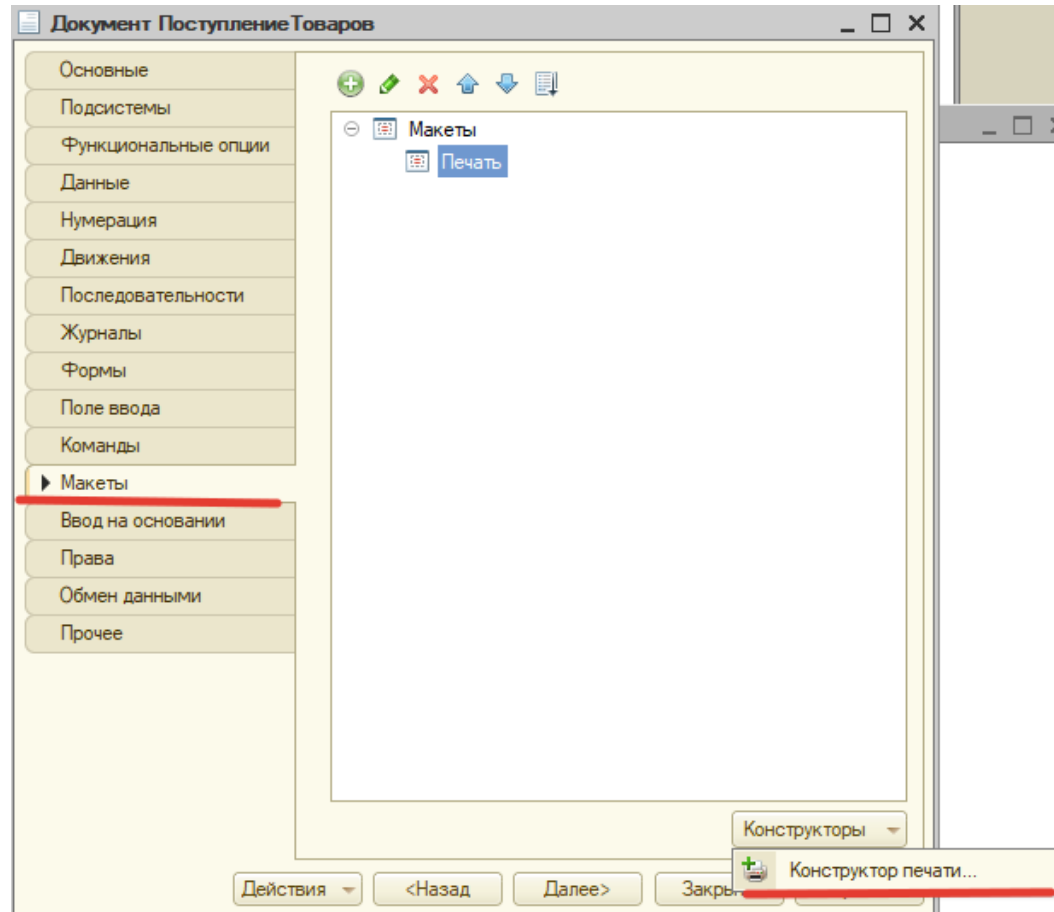 Документ ПоступлениеТоваров
Основные
Подсистемы
Функциональные опции
Данные
Нумерация
Движения
Последовательности
Журналы
Формы
Поле ввода
Команды
Макеты
Ввод на основании
Права
Обмен данными
Прочее
Макеты
Печать
Конструкторы
Конструктор печати...
Действия
<Назад
Далее>